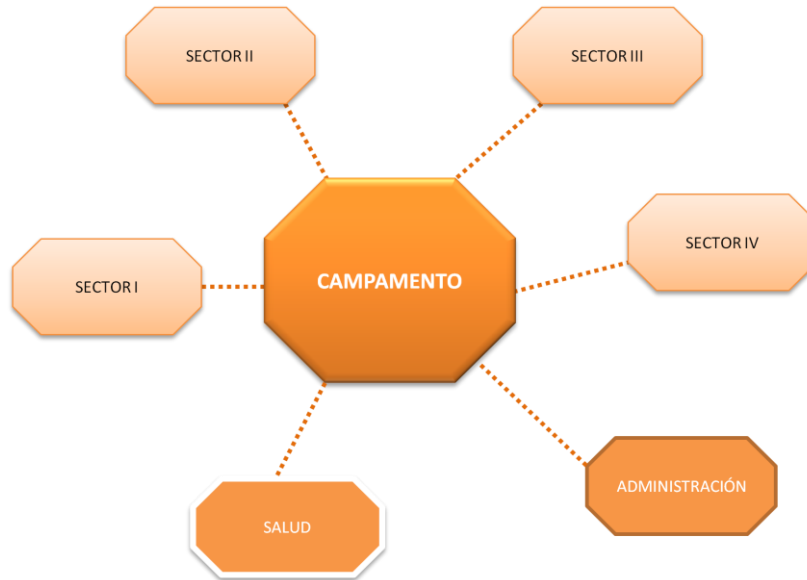 SECTOR II
SECTOR III
SECTOR IV
CAMPAMENTO
SECTOR I
ADMINISTRACIÓN
SALUD